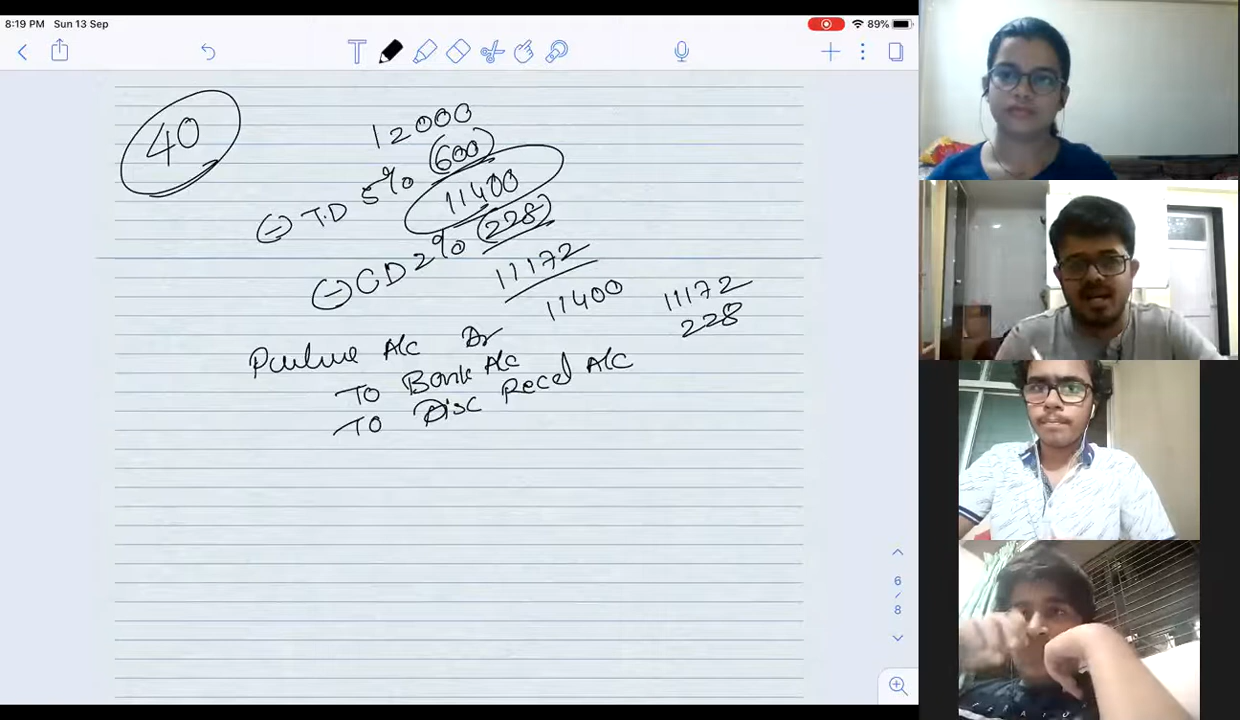 8:19 PM Sun 13 Sep
89%
T
40
12000
(-) T.D 5% (600)
11400
(-) CD 2% (228)
11172
Purchase A/c Dr 11400
To Bank A/c 11172
To Disc Reced A/c 228
6
8